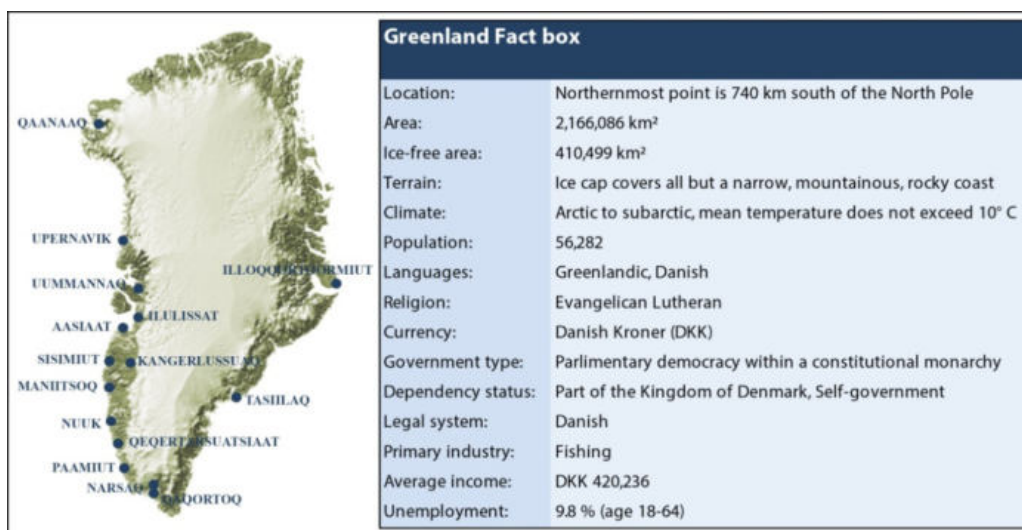 QAANAAQ
UPERNAVIK
ILLOQQORTOORMIUT
UUMMANNAQ
ILULISSAT
AASIAAT
SISIMIUT
KANGERLUSSUAQ
MANIITSOQ
TASIILAQ
NUUK
QEQERTARSUATSIAAT
PAAMIUT
NARSAQ
QAQORTOQ
Greenland Fact box
Location: Northernmost point is 740 km south of the North Pole
Area: 2,166,086 km²
Ice-free area: 410,499 km²
Terrain: Ice cap covers all but a narrow, mountainous, rocky coast
Climate: Arctic to subarctic, mean temperature does not exceed 10° C
Population: 56,282
Languages: Greenlandic, Danish
Religion: Evangelican Lutheran
Currency: Danish Kroner (DKK)
Government type: Parlimentary democracy within a constitutional monarchy
Dependency status: Part of the Kingdom of Denmark, Self-government
Legal system: Danish
Primary industry: Fishing
Average income: DKK 420,236
Unemployment: 9.8 % (age 18-64)